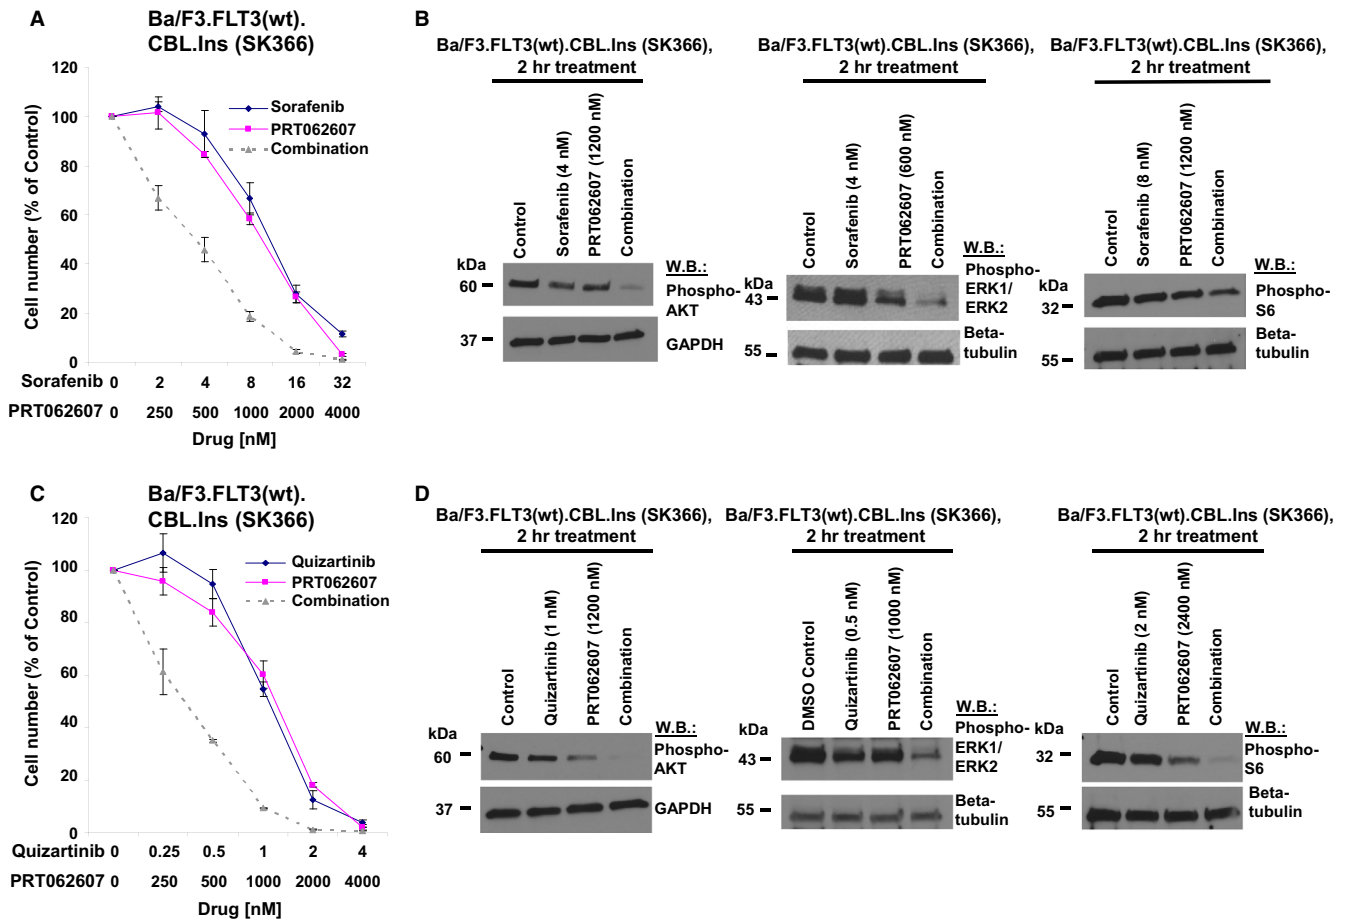 A
Ba/F3.FLT3(wt).
CBL.Ins (SK366)
Cell number (% of Control)
120
100
80
60
40
20
0
Sorafenib
PRT062607
Combination
Sorafenib 0 2 4 8 16 32
PRT062607 0 250 500 1000 2000 4000
Drug [nM]
B
Ba/F3.FLT3(wt).CBL.Ins (SK366),
2 hr treatment
Control
Sorafenib (4 nM)
PRT062607 (1200 nM)
Combination
kDa
60
37
W.B.:
Phospho-
AKT
GAPDH
Ba/F3.FLT3(wt).CBL.Ins (SK366),
2 hr treatment
Control
Sorafenib (4 nM)
PRT062607 (600 nM)
Combination
kDa
43
55
W.B.:
Phospho-
ERK1/
ERK2
Beta-
tubulin
Ba/F3.FLT3(wt).CBL.Ins (SK366),
2 hr treatment
Control
Sorafenib (8 nM)
PRT062607 (1200 nM)
Combination
kDa
32
55
W.B.:
Phospho-
S6
Beta-
tubulin
C
Ba/F3.FLT3(wt).
CBL.Ins (SK366)
Cell number (% of Control)
120
100
80
60
40
20
0
Quizartinib
PRT062607
Combination
Quizartinib 0 0.25 0.5 1 2 4
PRT062607 0 250 500 1000 2000 4000
Drug [nM]
D
Ba/F3.FLT3(wt).CBL.Ins (SK366),
2 hr treatment
Control
Quizartinib (1 nM)
PRT062607 (1200 nM)
Combination
kDa
60
37
W.B.:
Phospho-
AKT
GAPDH
Ba/F3.FLT3(wt).CBL.Ins (SK366),
2 hr treatment
DMSO Control
Quizartinib (0.5 nM)
PRT062607 (1000 nM)
Combination
kDa
43
55
W.B.:
Phospho-
ERK1/
ERK2
Beta-
tubulin
Ba/F3.FLT3(wt).CBL.Ins (SK366),
2 hr treatment
Control
Quizartinib (2 nM)
PRT062607 (2400 nM)
Combination
kDa
32
55
W.B.:
Phospho-
S6
Beta-
tubulin